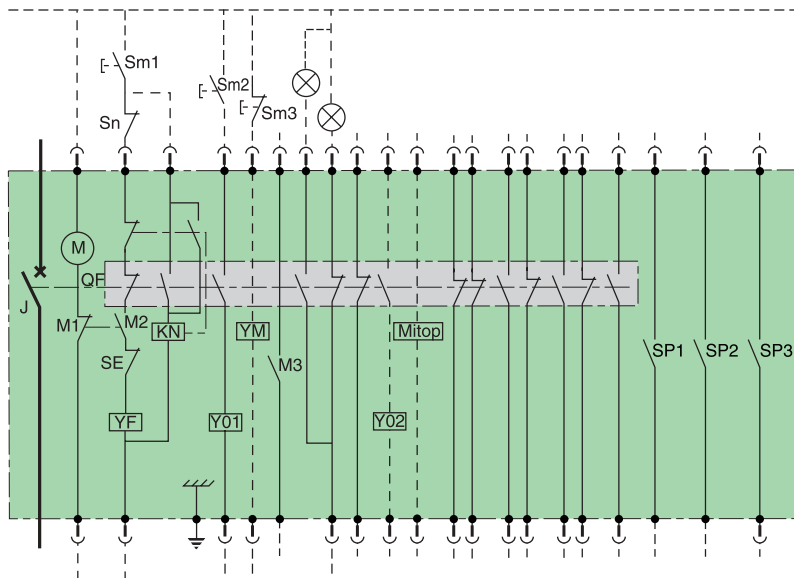 Sm1
Sm2
Sm3
Sn
M
QF
J
M1
M2
KN
YM
Mitop
SE
M3
SP1
SP2
SP3
YF
Y01
Y02